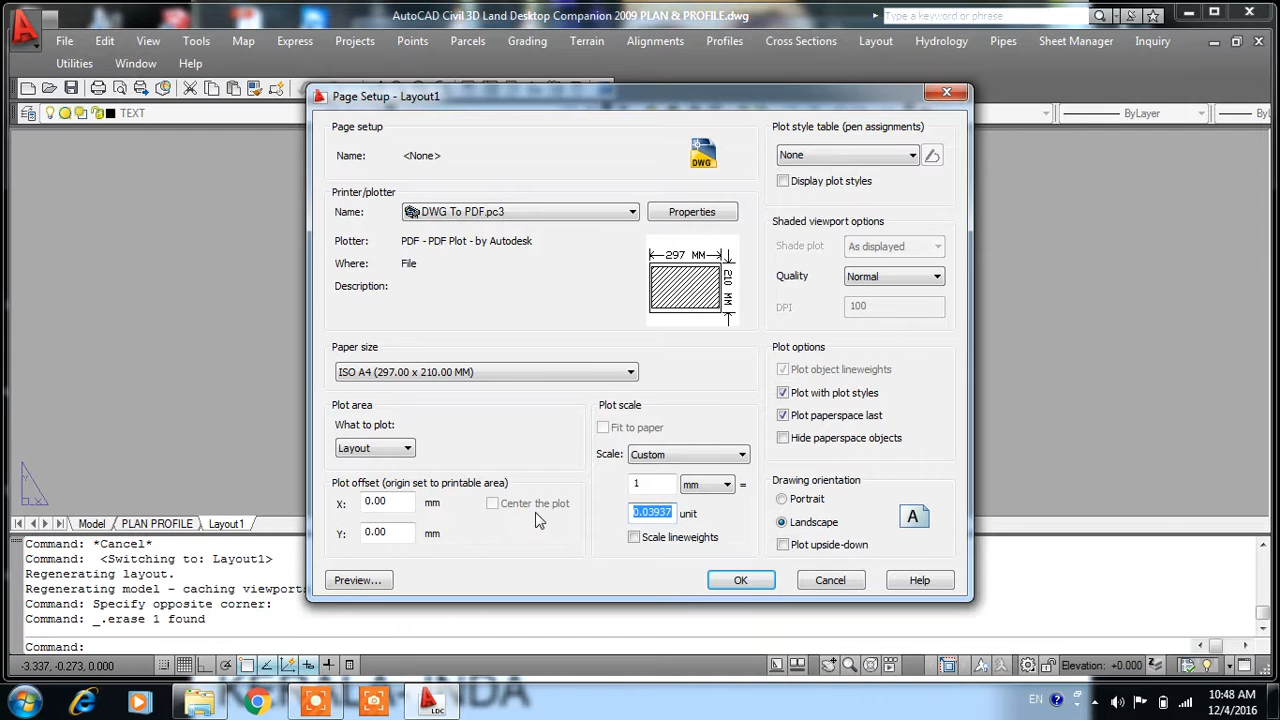 AutoCAD Civil 3D Land Desktop Companion 2009 PLAN & PROFILE.dwg
Type a keyword or phrase
File Edit View Tools Map Express Projects Points Parcels Grading Terrain Alignments Profiles Cross Sections Layout Hydrology Pipes Sheet Manager Inquiry
Utilities Window Help
TEXT
ByLayer
Page Setup - Layout1
Page setup
Name: <None>
DWG
Printer/plotter
Name: DWG To PDF.pc3
Properties
Plotter: PDF - PDF Plot - by Autodesk
Where: File
Description:
297 MM
210 MM
Paper size
ISO A4 (297.00 x 210.00 MM)
Plot area
What to plot:
Layout
Plot offset (origin set to printable area)
X: 0.00 mm
Center the plot
Y: 0.00 mm
Plot scale
Fit to paper
Scale: Custom
1 mm =
0.03937 unit
Scale lineweights
Plot style table (pen assignments)
None
Display plot styles
Shaded viewport options
Shade plot As displayed
Quality Normal
DPI 100
Plot options
Plot object lineweights
Plot with plot styles
Plot paperspace last
Hide paperspace objects
Drawing orientation
Portrait
Landscape
A
Plot upside-down
Preview...
OK
Cancel
Help
Model PLAN PROFILE Layout1
Command: *Cancel*
Command: <Switching to: Layout1>
Regenerating layout.
Regenerating model - caching viewports
Command: Specify opposite corner:
Command: _.erase 1 found
Command:
-3.337, -0.273, 0.000
Elevation: +0.000
LDC
EN
10:48 AM
12/4/2016